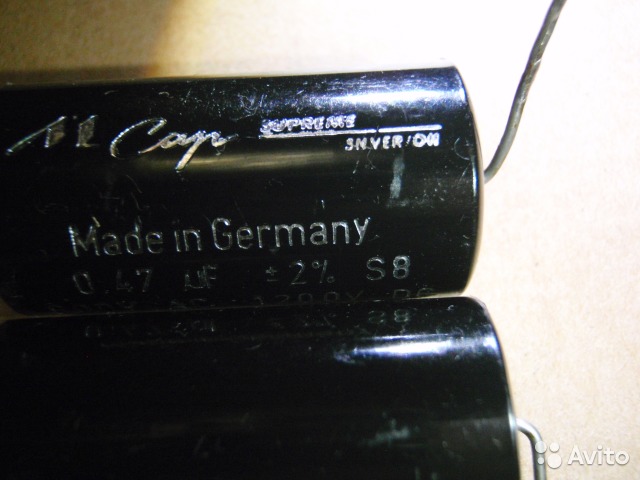 Cap SUPREME
SILVER/OIL
Made in Germany
0.47 µF ±2% S8
Avito